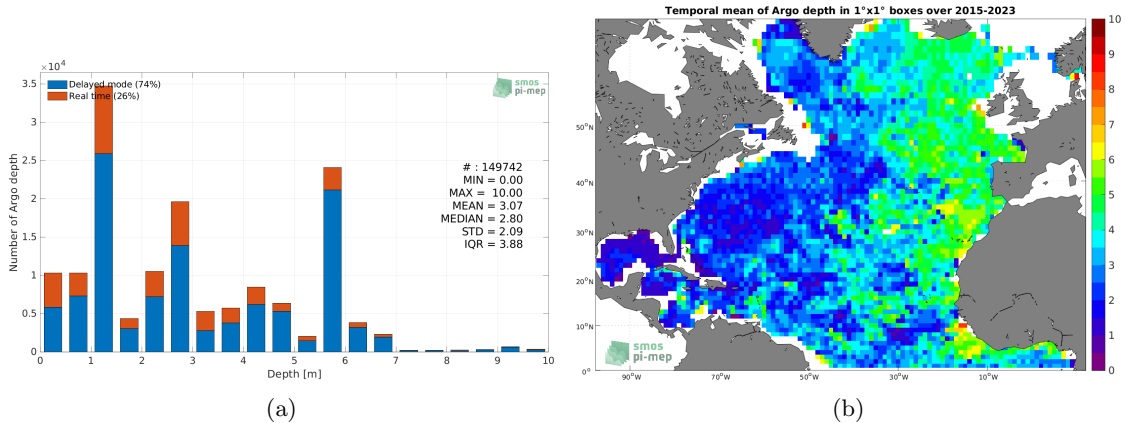 ×10⁴
Delayed mode (74%)
Real time (26%)
smos
pi-mep
# : 149742
MIN = 0.00
MAX = 10.00
MEAN = 3.07
MEDIAN = 2.80
STD = 2.09
IQR = 3.88
Number of Argo depth
3.5
3
2.5
2
1.5
1
0.5
0
0 1 2 3 4 5 6 7 8 9 10
Depth [m]
(a)
Temporal mean of Argo depth in 1°x1° boxes over 2015-2023
50°N
40°N
30°N
20°N
10°N
0°
90°W 70°W 50°W 30°W 10°W
smos
pi-mep
10
9
8
7
6
5
4
3
2
1
0
(b)